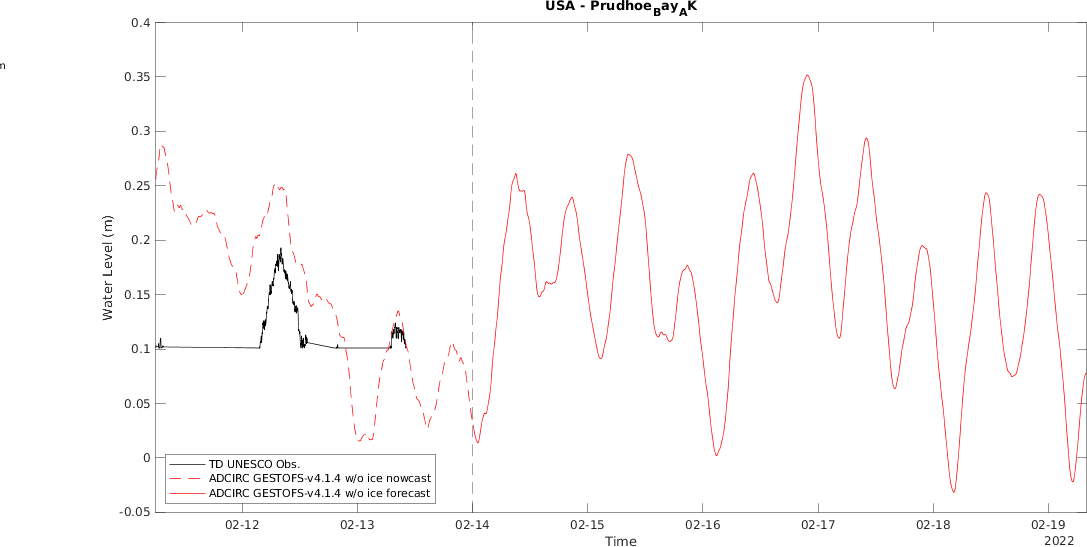 USA - Prudhoe_Bay_AK
m
0.4
0.35
0.3
0.25
0.2
0.15
0.1
0.05
0
-0.05
Water Level (m)
TD UNESCO Obs.
ADCIRC GESTOFS-v4.1.4 w/o ice nowcast
ADCIRC GESTOFS-v4.1.4 w/o ice forecast
02-12 02-13 02-14 02-15 02-16 02-17 02-18 02-19
Time
2022